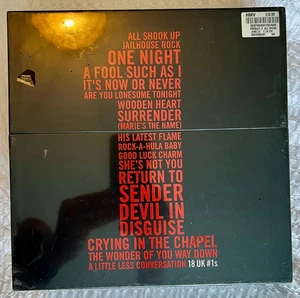 ALL SHOOK UP
JAILHOUSE ROCK
ONE NIGHT
A FOOL SUCH AS I
IT'S NOW OR NEVER
ARE YOU LONESOME TONIGHT
WOODEN HEART
SURRENDER
(MARIE'S THE NAME)
HIS LATEST FLAME
ROCK-A-HULA BABY
GOOD LUCK CHARM
SHE'S NOT YOU
RETURN TO
SENDER
DEVIL IN
DISGUISE
CRYING IN THE CHAPEL
THE WONDER OF YOU WAY DOWN
A LITTLE LESS CONVERSATION 18 UK #1s
HMV